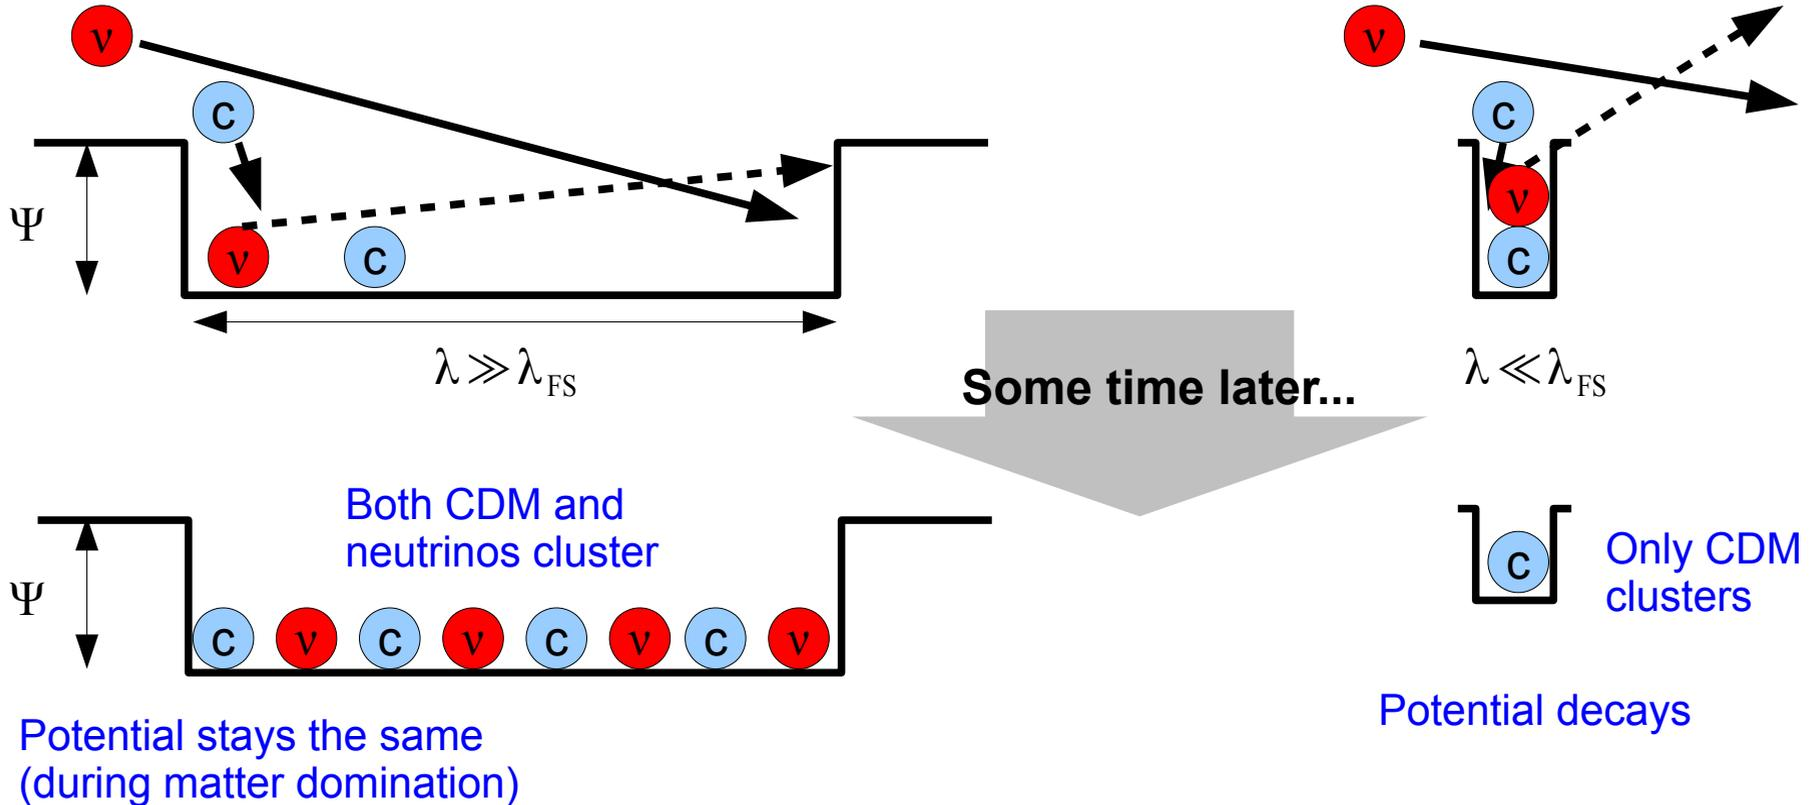 ν
ν
c
c
Ψ
ν
c
ν
c
λ≫λFS
λ≪λFS
Some time later...
Both CDM and
neutrinos cluster
Ψ
c
Only CDM
clusters
c ν c ν c ν c ν
Potential decays
Potential stays the same
(during matter domination)